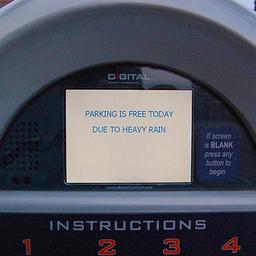 DIGITAL
PARKING IS FREE TODAY
DUE TO HEAVY RAIN
If screen
is BLANK
press any
button to
begin.
INSTRUCTIONS
1 2 3 4